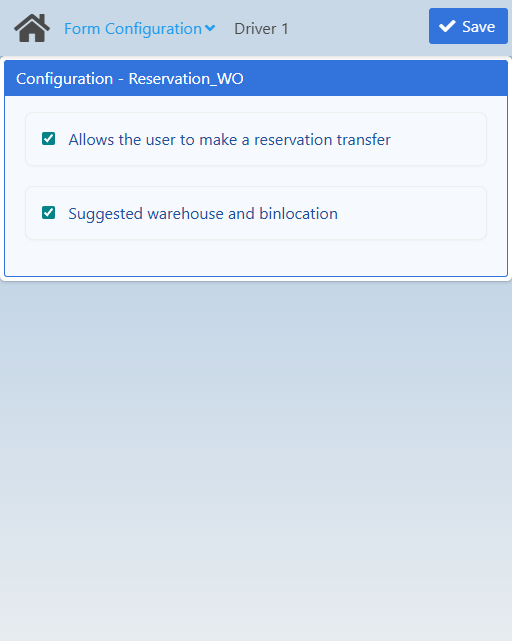 Form Configuration Driver 1 Save
Configuration - Reservation_WO
Allows the user to make a reservation transfer
Suggested warehouse and binlocation